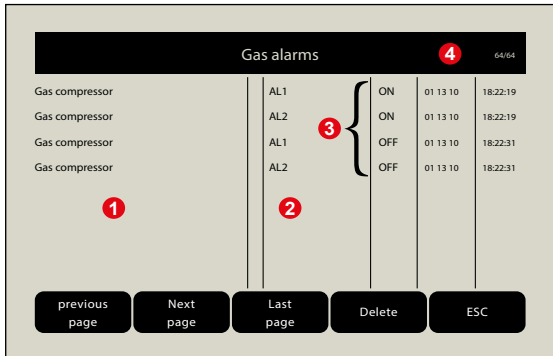 Gas alarms 4 64/64
Gas compressor AL1 ON 01 13 10 18:22:19
Gas compressor AL2 ON 01 13 10 18:22:19
3
Gas compressor AL1 OFF 01 13 10 18:22:31
Gas compressor AL2 OFF 01 13 10 18:22:31
1 2
previous page
Next page
Last page
Delete
ESC